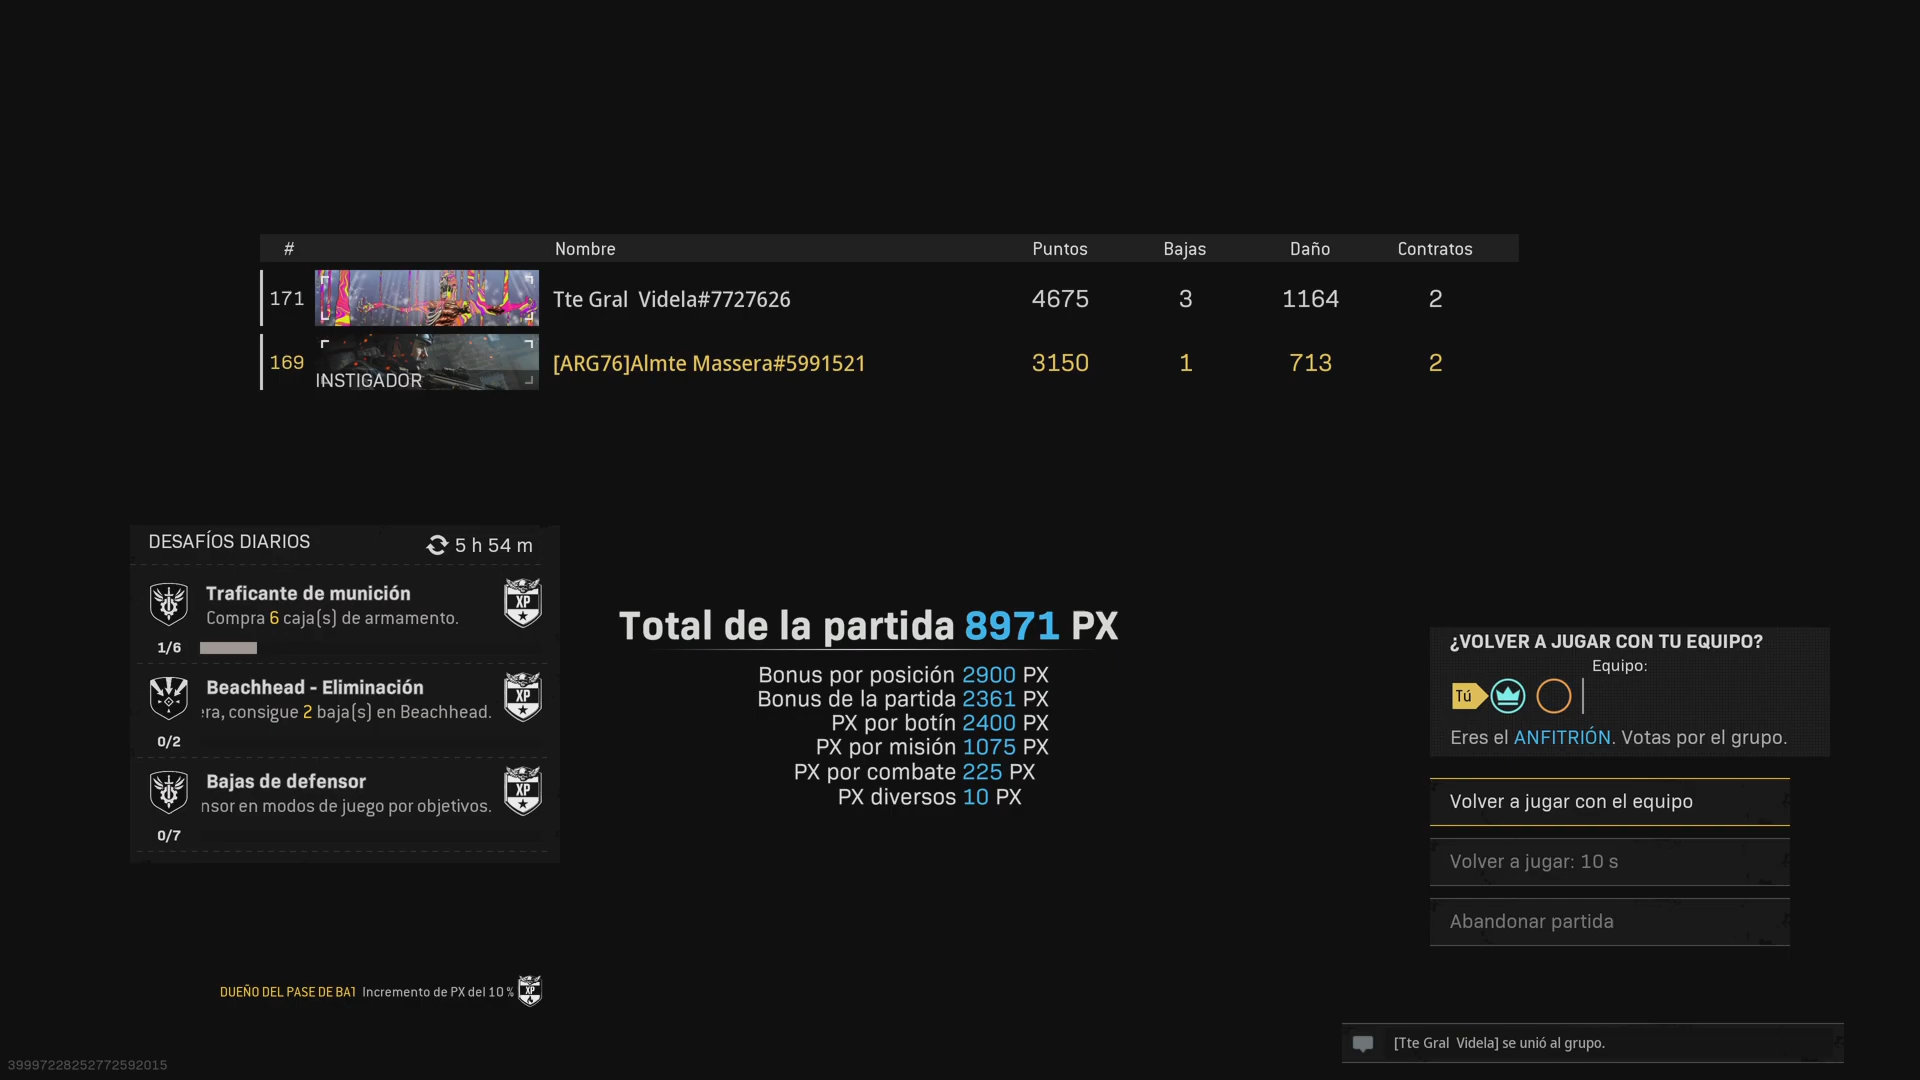 # Nombre Puntos Bajas Daño Contratos
171 Tte Gral  Videla#7727626 4675 3 1164 2
169 INSTIGADOR [ARG76]Almte Massera#5991521 3150 1 713 2
DESAFÍOS DIARIOS 5 h 54 m
Traficante de munición XP
Compra 6 caja(s) de armamento.
1/6
Beachhead - Eliminación XP
era, consigue 2 baja(s) en Beachhead.
0/2
Bajas de defensor XP
nsor en modos de juego por objetivos.
0/7
DUEÑO DEL PASE DE BAT Incremento de PX del 10 % XP
Total de la partida 8971 PX
Bonus por posición 2900 PX
Bonus de la partida 2361 PX
PX por botín 2400 PX
PX por misión 1075 PX
PX por combate 225 PX
PX diversos 10 PX
¿VOLVER A JUGAR CON TU EQUIPO?
Equipo:
Tú
Eres el ANFITRIÓN. Votas por el grupo.
Volver a jugar con el equipo
Volver a jugar: 10 s
Abandonar partida
[Tte Gral  Videla] se unió al grupo.
39997228252772592015